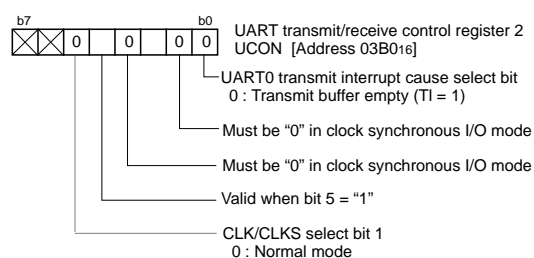 b7 b0
0 0 0 0
UART transmit/receive control register 2
UCON [Address 03B016]
UART0 transmit interrupt cause select bit
0 : Transmit buffer empty (TI = 1)
Must be “0” in clock synchronous I/O mode
Must be “0” in clock synchronous I/O mode
Valid when bit 5 = “1”
CLK/CLKS select bit 1
0 : Normal mode